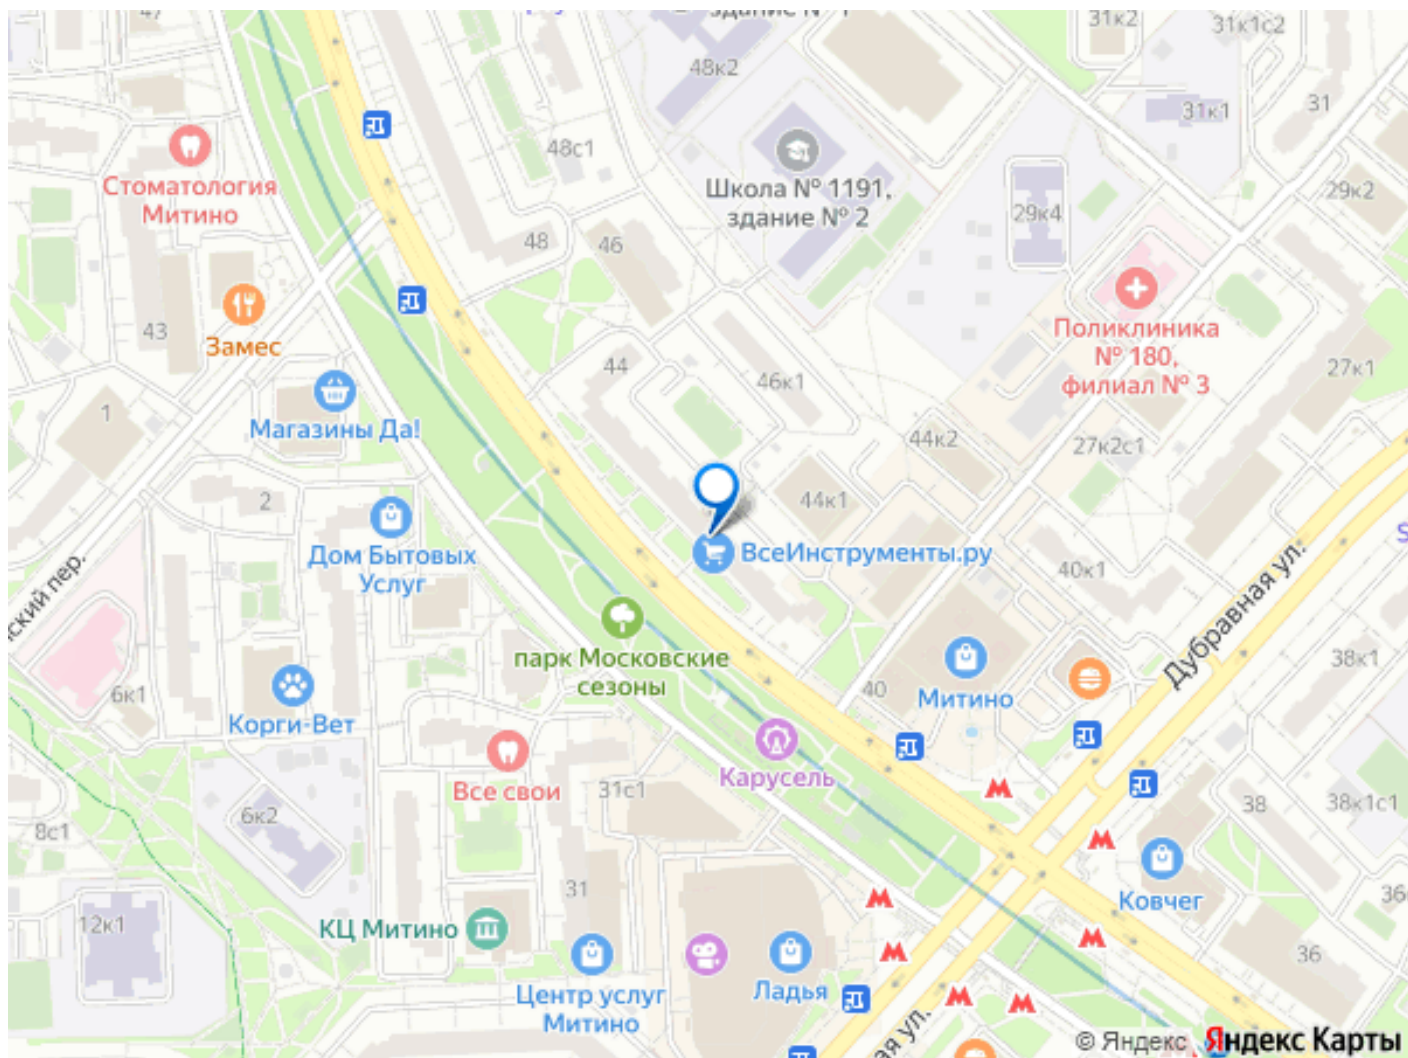 здание № 1
31к2
31к1с2
48к2
31к1
31
48с1
Стоматология
Митино
Школа № 1191,
здание № 2
29к2
29к4
48
46
Поликлиника
№ 180,
филиал № 3
43
Замес
44
46к1
27к1
1
Магазины Да!
44к2
27к2с1
2
44к1
Дом Бытовых
Услуг
ВсеИнструменты.ру
40к1
Дубравная ул.
ский пер.
парк Московские
сезоны
38к1
6к1
Корги-Вет
40
Митино
Карусель
Все свои
31с1
38
38к1с1
6к2
8с1
31
Ковчег
36
12к1
КЦ Митино
36
Центр услуг
Митино
Ладья
ая ул.
© Яндекс
Яндекс Карты